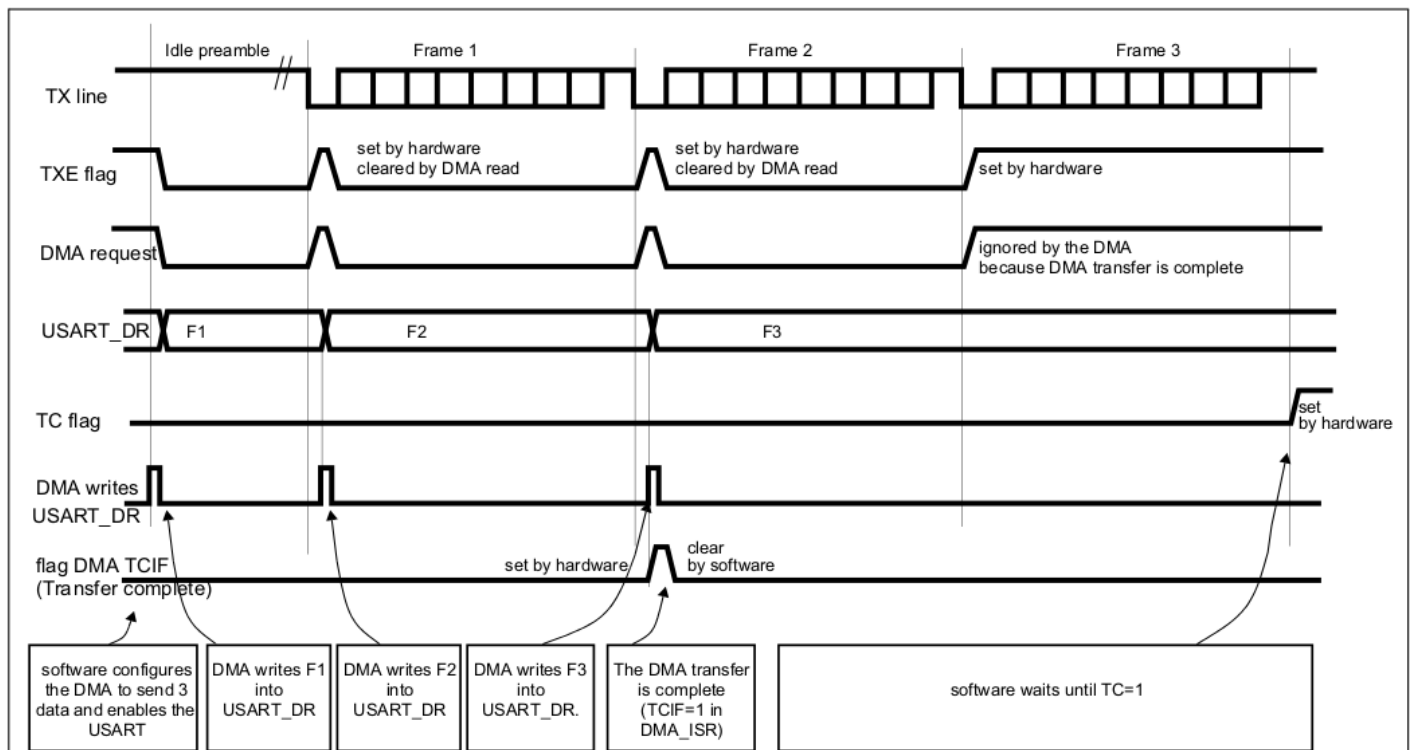 Idle preamble
Frame 1
Frame 2
Frame 3
TX line
TXE flag
set by hardware
cleared by DMA read
set by hardware
cleared by DMA read
set by hardware
DMA request
ignored by the DMA
because DMA transfer is complete
USART_DR
F1
F2
F3
TC flag
set
by hardware
DMA writes
USART_DR
flag DMA TCIF
(Transfer complete)
set by hardware
clear
by software
software configures
the DMA to send 3
data and enables the
USART
DMA writes F1
into
USART_DR
DMA writes F2
into
USART_DR
DMA writes F3
into
USART_DR.
The DMA transfer
is complete
(TCIF=1 in
DMA_ISR)
software waits until TC=1